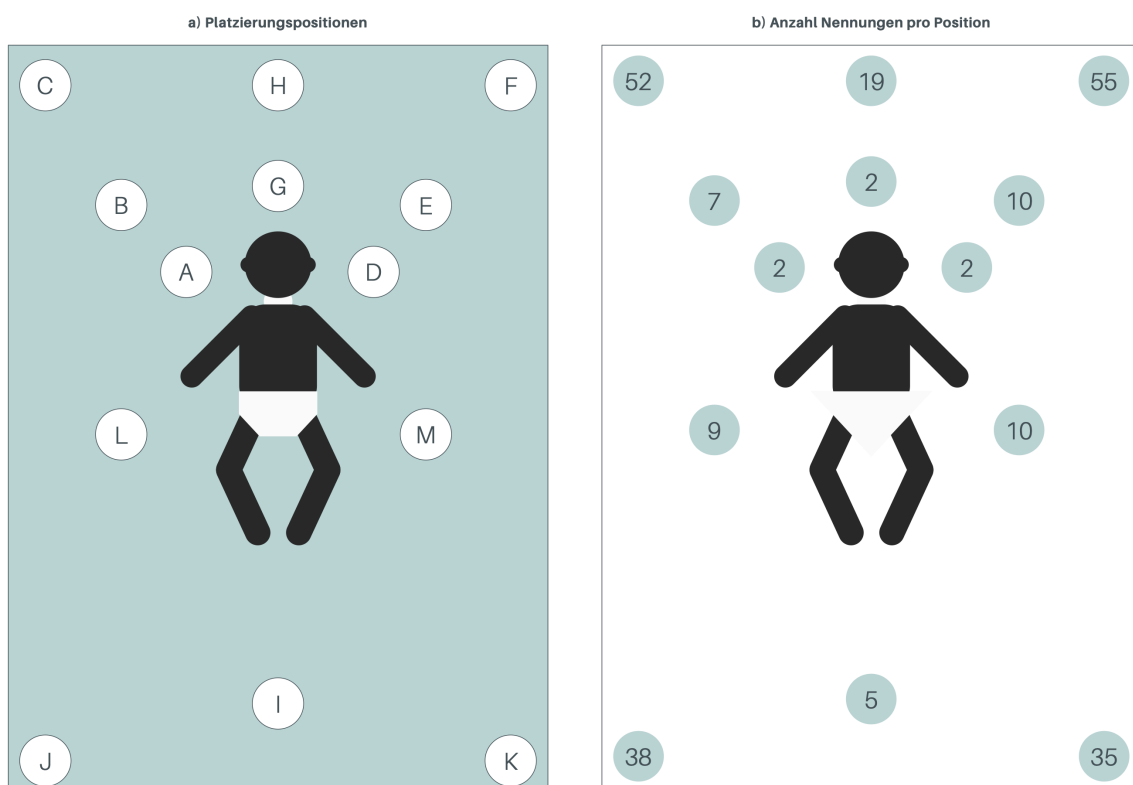 a) Platzierungspositionen
C H F
G
B E
A D
L M
I
J K
b) Anzahl Nennungen pro Position
52 19 55
2
7 10
2 2
9 10
5
38 35